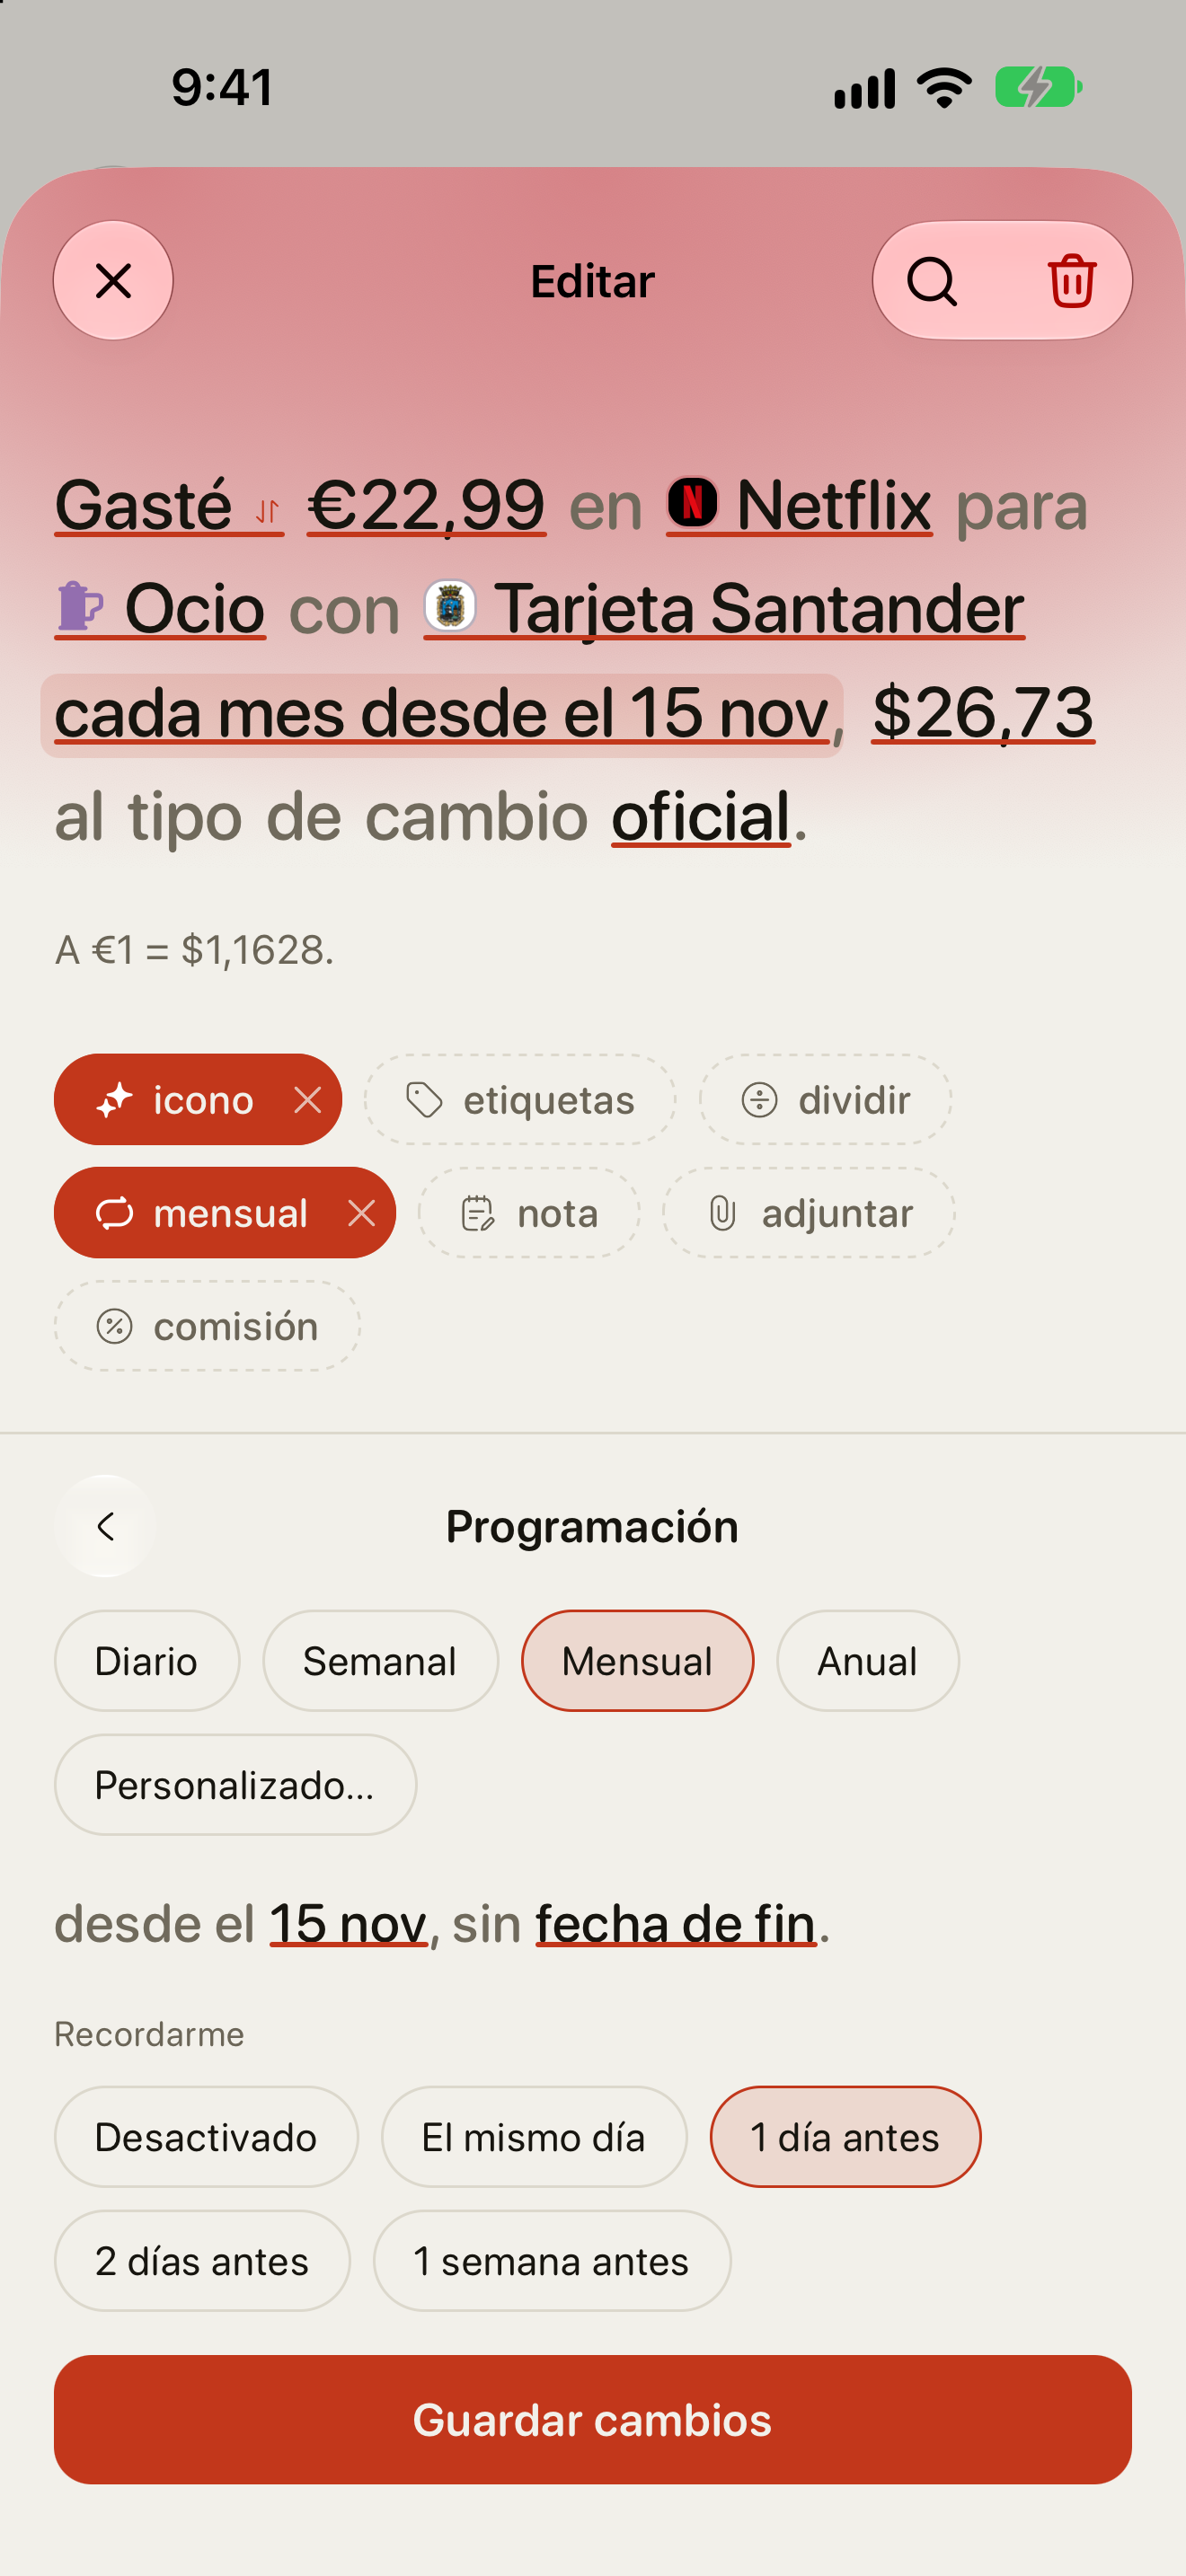 9:41
Editar
Gasté €22,99 en Netflix para
Ocio con Tarjeta Santander
cada mes desde el 15 nov, $26,73
al tipo de cambio oficial.
A €1 = $1,1628.
icono etiquetas dividir
mensual nota adjuntar
comisión
Programación
Diario Semanal Mensual Anual
Personalizado...
desde el 15 nov, sin fecha de fin.
Recordarme
Desactivado El mismo día 1 día antes
2 días antes 1 semana antes
Guardar cambios